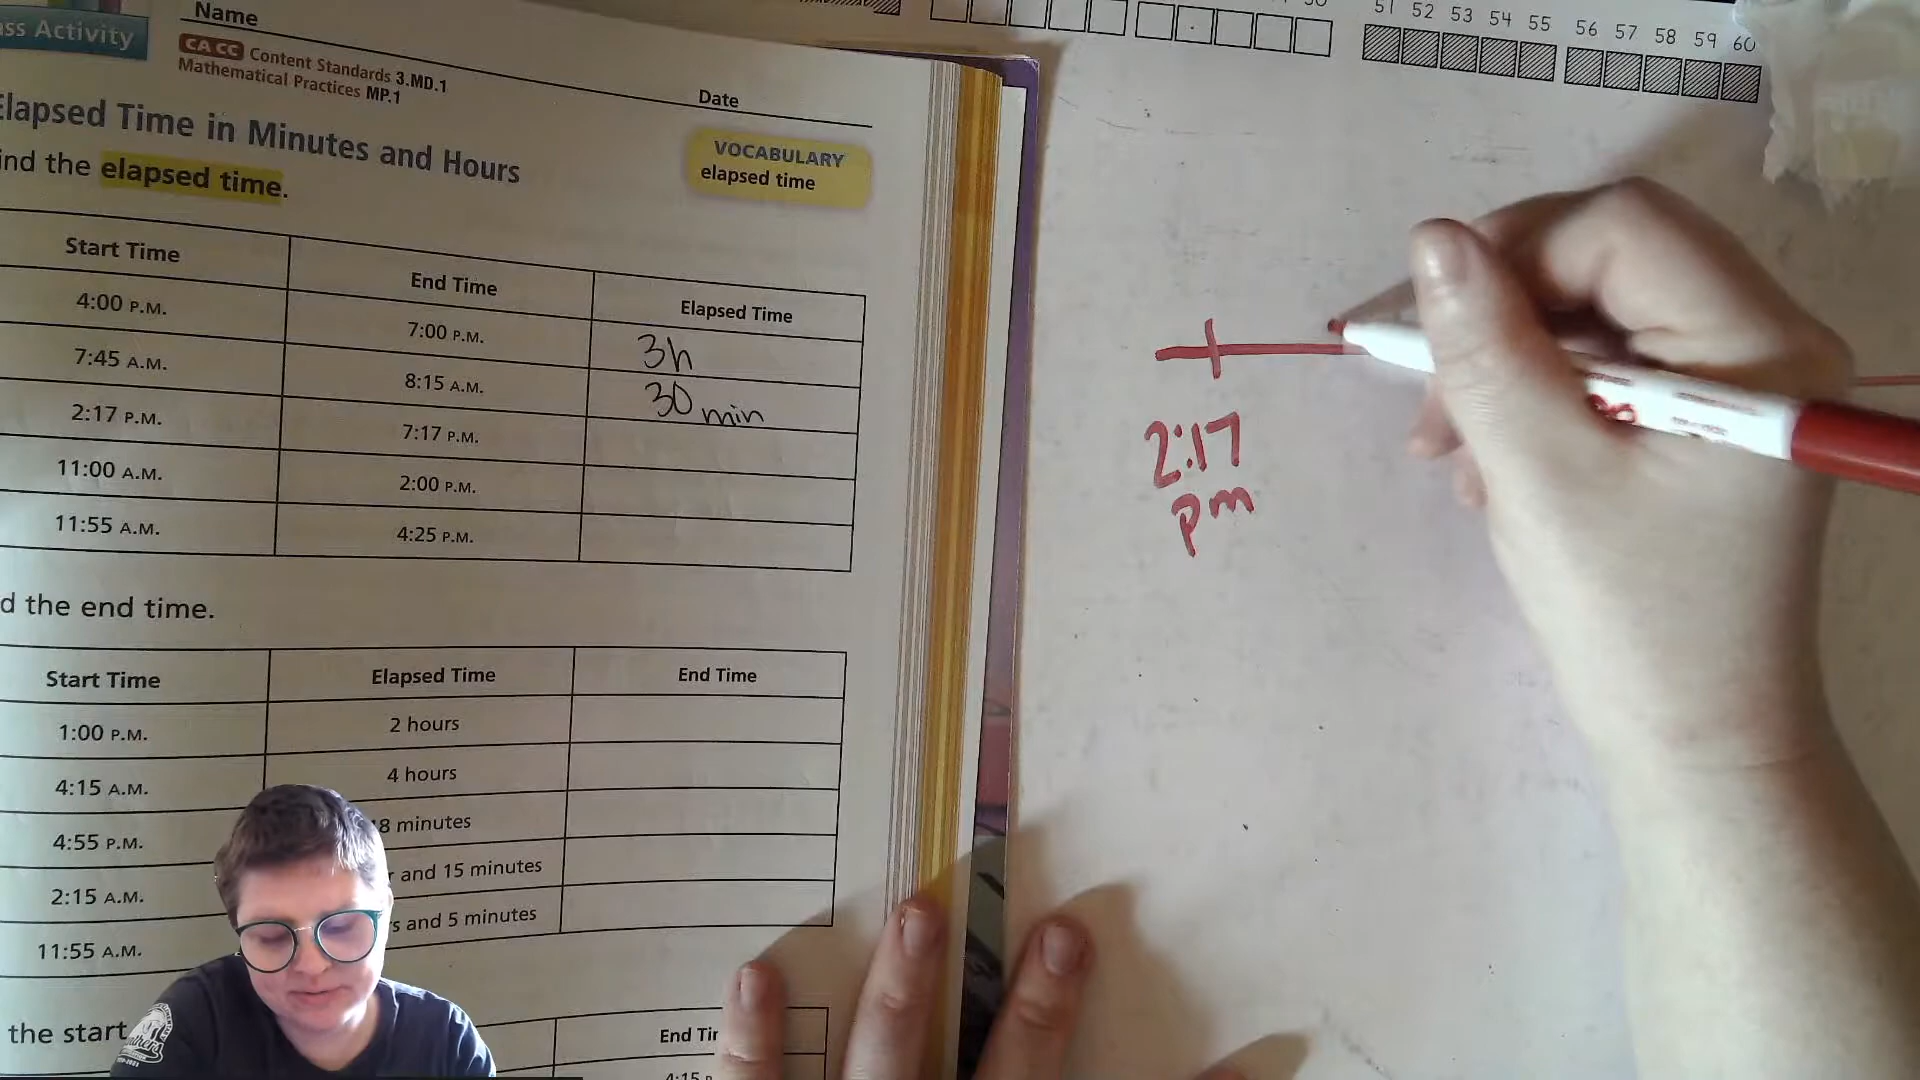 51 52 53 54 55 56 57 58 59 60
ss Activity
Name
CA CC Content Standards 3.MD.1
Mathematical Practices MP.1
Date
Elapsed Time in Minutes and Hours
VOCABULARY
elapsed time
ind the elapsed time.
Start Time End Time Elapsed Time
4:00 P.M. 7:00 P.M. 3h
7:45 A.M. 8:15 A.M. 30 min
2:17 P.M. 7:17 P.M.
11:00 A.M. 2:00 P.M.
11:55 A.M. 4:25 P.M.
2:17
pm
d the end time.
Start Time Elapsed Time End Time
1:00 P.M. 2 hours
4:15 A.M. 4 hours
4:55 P.M. 8 minutes
2:15 A.M. r and 15 minutes
11:55 A.M. s and 5 minutes
the start
End Tim
4:15 P